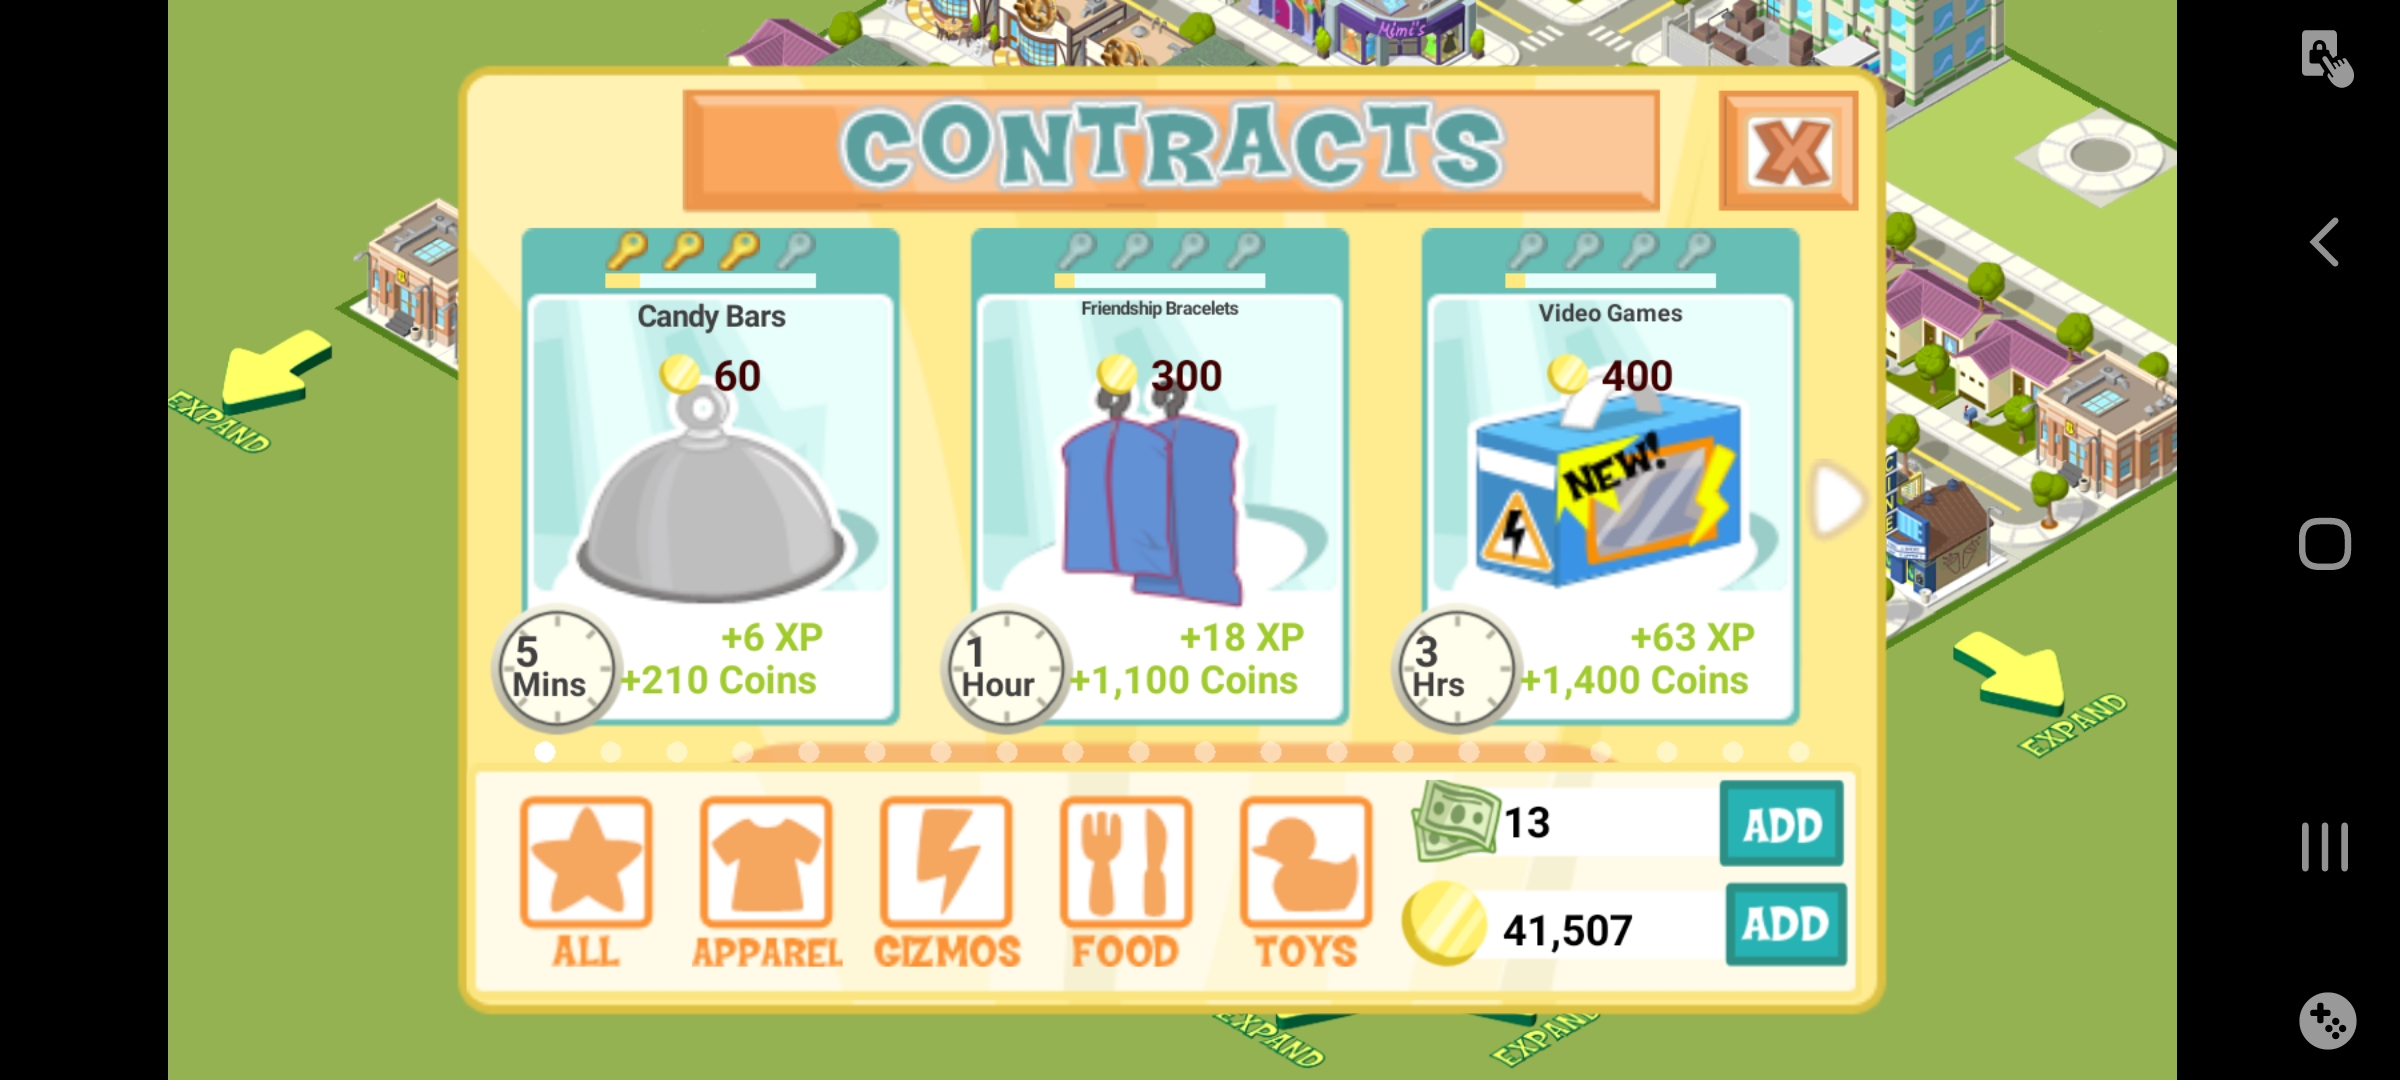 Mimi's
CONTRACTS
X
Candy Bars
60
5
Mins
+6 XP
+210 Coins
Friendship Bracelets
300
1
Hour
+18 XP
+1,100 Coins
Video Games
400
NEW!
3
Hrs
+63 XP
+1,400 Coins
EXPAND
EXPAND
ALL
APPAREL
GIZMOS
FOOD
TOYS
13
ADD
41,507
ADD
EXPAND
EXPAND